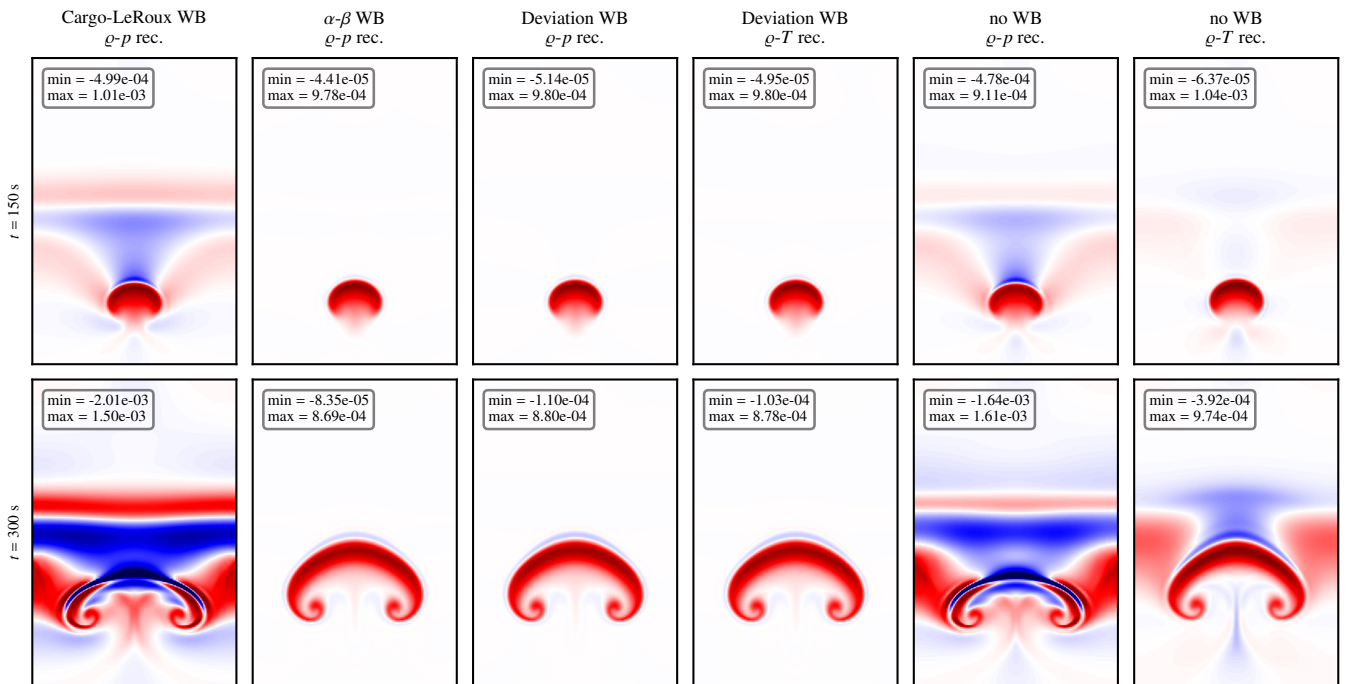 Cargo-LeRoux WB
ϱ-p rec.
α-β WB
ϱ-p rec.
Deviation WB
ϱ-p rec.
Deviation WB
ϱ-T rec.
no WB
ϱ-p rec.
no WB
ϱ-T rec.
t = 150 s
min = -4.99e-04
max = 1.01e-03
min = -4.41e-05
max = 9.78e-04
min = -5.14e-05
max = 9.80e-04
min = -4.95e-05
max = 9.80e-04
min = -4.78e-04
max = 9.11e-04
min = -6.37e-05
max = 1.04e-03
t = 300 s
min = -2.01e-03
max = 1.50e-03
min = -8.35e-05
max = 8.69e-04
min = -1.10e-04
max = 8.80e-04
min = -1.03e-04
max = 8.78e-04
min = -1.64e-03
max = 1.61e-03
min = -3.92e-04
max = 9.74e-04